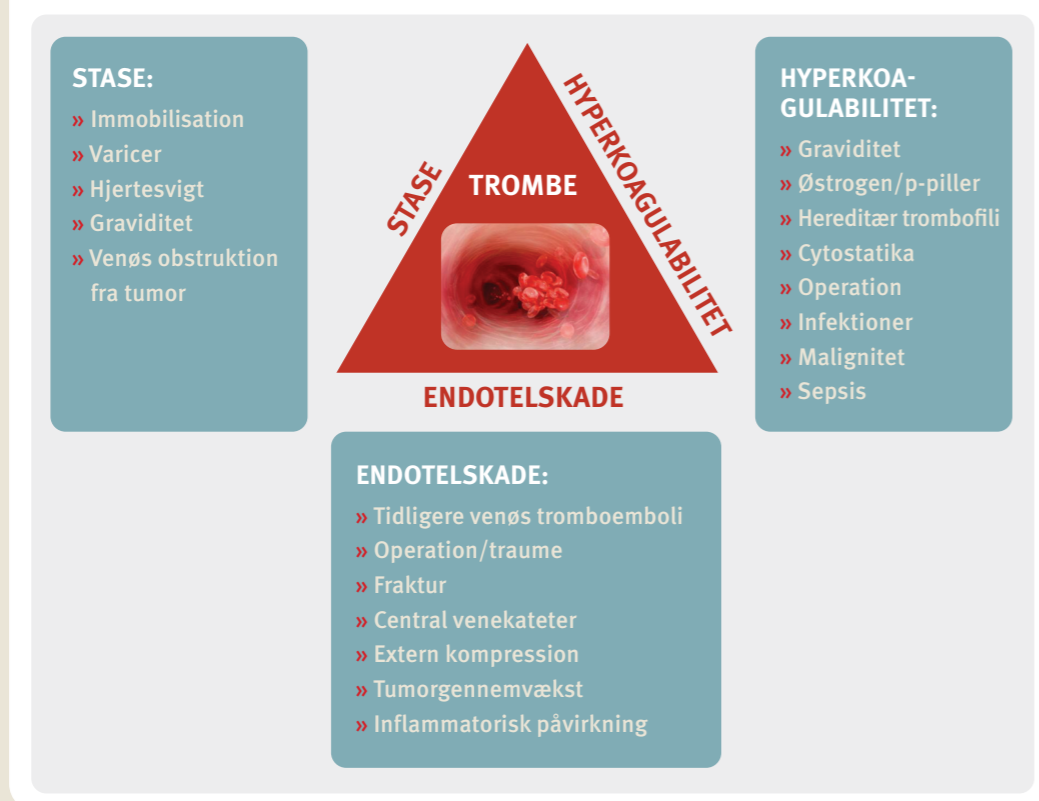 STASE:
» Immobilisation
» Varicer
» Hjertesvigt
» Graviditet
» Venøs obstruktion
fra tumor
STASE
TROMBE
HYPERKOAGULABILITET
ENDOTELSKADE
HYPERKOA-
GULABILITET:
» Graviditet
» Østrogen/p-piller
» Hereditær trombofili
» Cytostatika
» Operation
» Infektioner
» Malignitet
» Sepsis
ENDOTELSKADE:
» Tidligere venøs tromboemboli
» Operation/traume
» Fraktur
» Central venekateter
» Extern kompression
» Tumorgennemvækst
» Inflammatorisk påvirkning